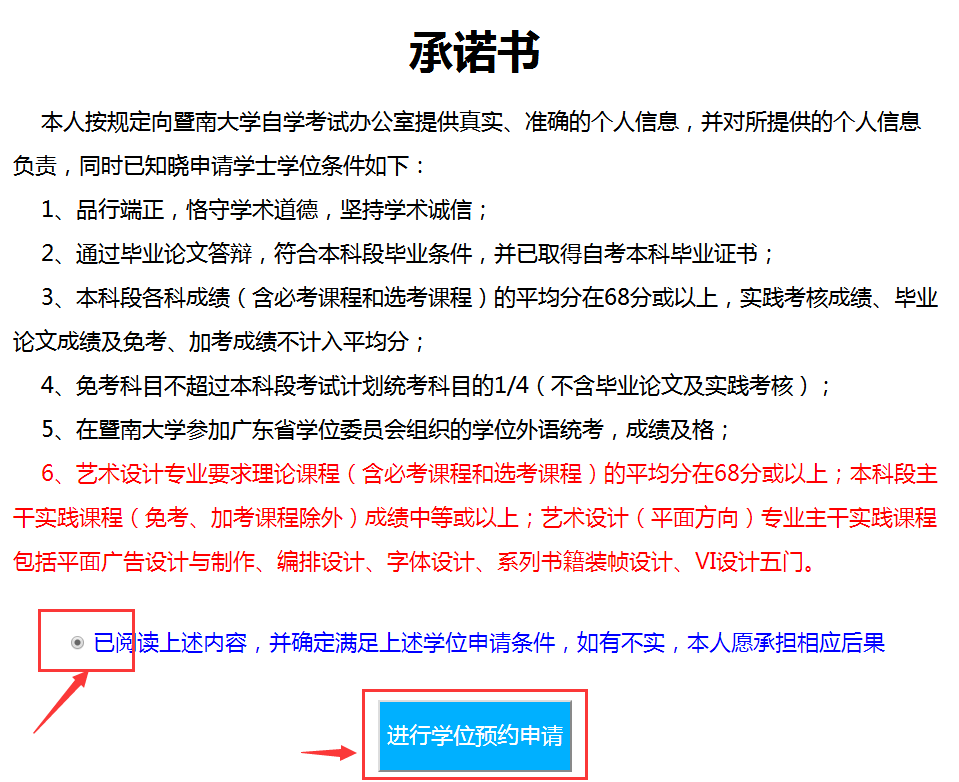 承诺书
本人按规定向暨南大学自学考试办公室提供真实、准确的个人信息，并对所提供的个人信息
负责，同时已知晓申请学士学位条件如下：
1、品行端正，恪守学术道德，坚持学术诚信；
2、通过毕业论文答辩，符合本科段毕业条件，并已取得自考本科毕业证书；
3、本科段各科成绩（含必考课程和选考课程）的平均分在68分或以上，实践考核成绩、毕业
论文成绩及免考、加考成绩不计入平均分；
4、免考科目不超过本科段考试计划统考科目的1/4（不含毕业论文及实践考核）；
5、在暨南大学参加广东省学位委员会组织的学位外语统考，成绩及格；
6、艺术设计专业要求理论课程（含必考课程和选考课程）的平均分在68分或以上；本科段主
干实践课程（免考、加考课程除外）成绩中等或以上；艺术设计（平面方向）专业主干实践课程
包括平面广告设计与制作、编排设计、字体设计、系列书籍装帧设计、VI设计五门。
已阅读上述内容，并确定满足上述学位申请条件，如有不实，本人愿承担相应后果
进行学位预约申请